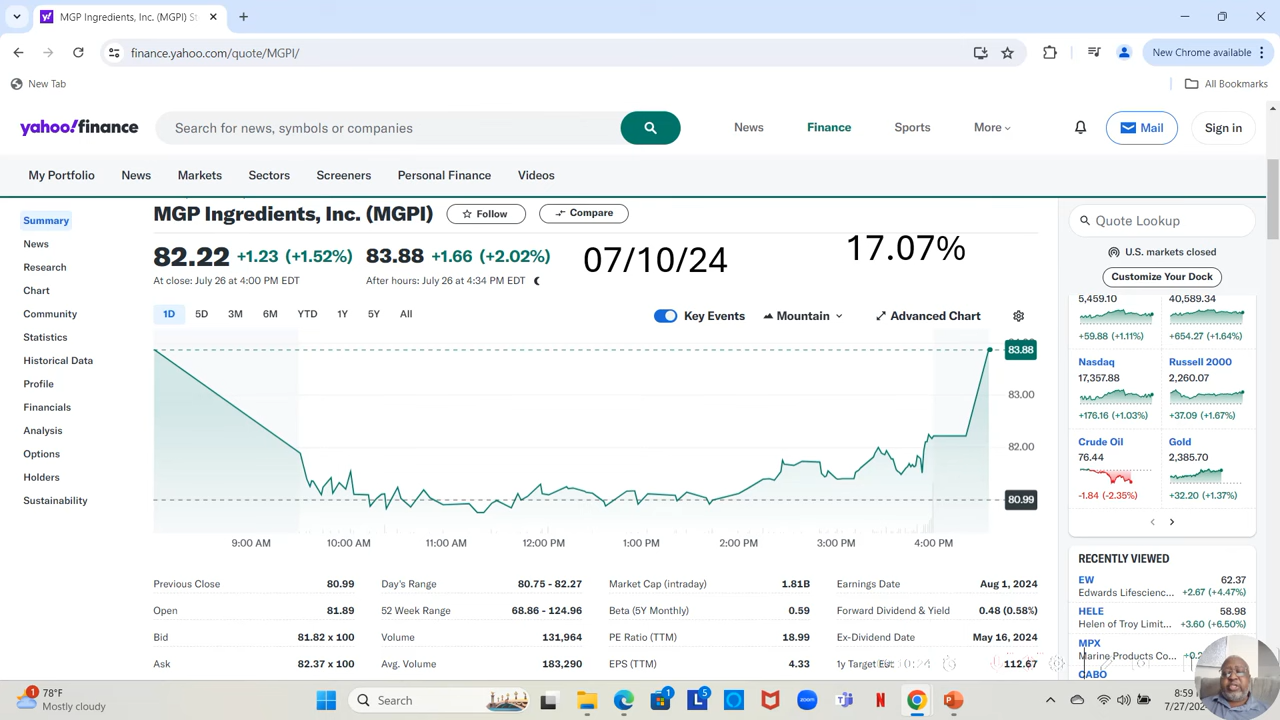 MGP Ingredients, Inc. (MGPI) St
finance.yahoo.com/quote/MGPI/
New Chrome available
New Tab
All Bookmarks
yahoo!finance
Search for news, symbols or companies
News
Finance
Sports
More
Mail
Sign in
My Portfolio
News
Markets
Sectors
Screeners
Personal Finance
Videos
Summary
News
Research
Chart
Community
Statistics
Historical Data
Profile
Financials
Analysis
Options
Holders
Sustainability
MGP Ingredients, Inc. (MGPI)
Follow
Compare
82.22 +1.23 (+1.52%)
At close: July 26 at 4:00 PM EDT
83.88 +1.66 (+2.02%)
After hours: July 26 at 4:34 PM EDT
07/10/24
17.07%
1D 5D 3M 6M YTD 1Y 5Y All
Key Events
Mountain
Advanced Chart
83.88
83.00
82.00
80.99
9:00 AM 10:00 AM 11:00 AM 12:00 PM 1:00 PM 2:00 PM 3:00 PM 4:00 PM
Previous Close 80.99
Open 81.89
Bid 81.82 x 100
Ask 82.37 x 100
Day's Range 80.75 - 82.27
52 Week Range 68.86 - 124.96
Volume 131,964
Avg. Volume 183,290
Market Cap (intraday) 1.81B
Beta (5Y Monthly) 0.59
PE Ratio (TTM) 18.99
EPS (TTM) 4.33
Earnings Date Aug 1, 2024
Forward Dividend & Yield 0.48 (0.58%)
Ex-Dividend Date May 16, 2024
1y Target Est 112.67
Quote Lookup
U.S. markets closed
Customize Your Dock
5,459.10
+59.88 (+1.11%)
40,589.34
+654.27 (+1.64%)
Nasdaq
17,357.88
+176.16 (+1.03%)
Russell 2000
2,260.07
+37.09 (+1.67%)
Crude Oil
76.44
-1.84 (-2.35%)
Gold
2,385.70
+32.20 (+1.37%)
RECENTLY VIEWED
EW 62.37
Edwards Lifescienc... +2.67 (+4.47%)
HELE 58.98
Helen of Troy Limit... +3.60 (+6.50%)
MPX
Marine Products Co...
CABO
1
78°F
Mostly cloudy
Search
1
5
zoom
N
8:59
7/27/20